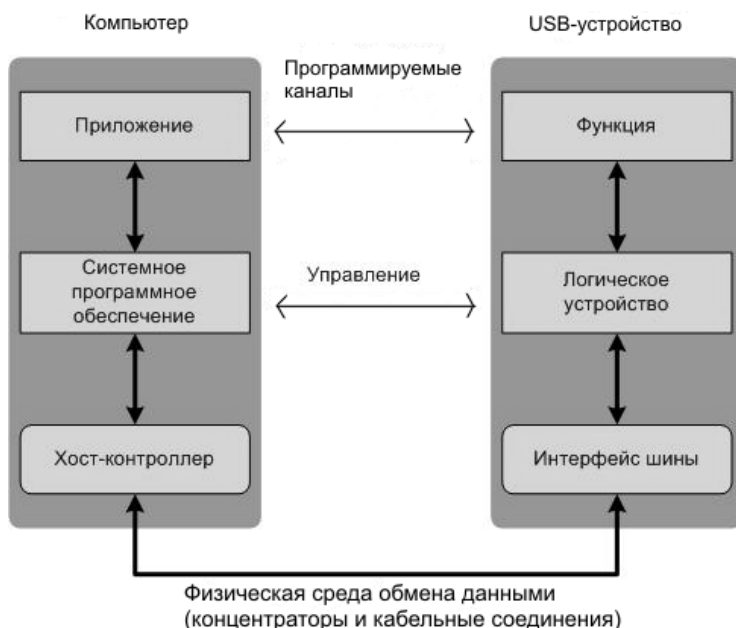 Компьютер
USB-устройство
Программируемые
каналы
Приложение
Функция
Системное
программное
обеспечение
Управление
Логическое
устройство
Хост-контроллер
Интерфейс шины
Физическая среда обмена данными
(концентраторы и кабельные соединения)